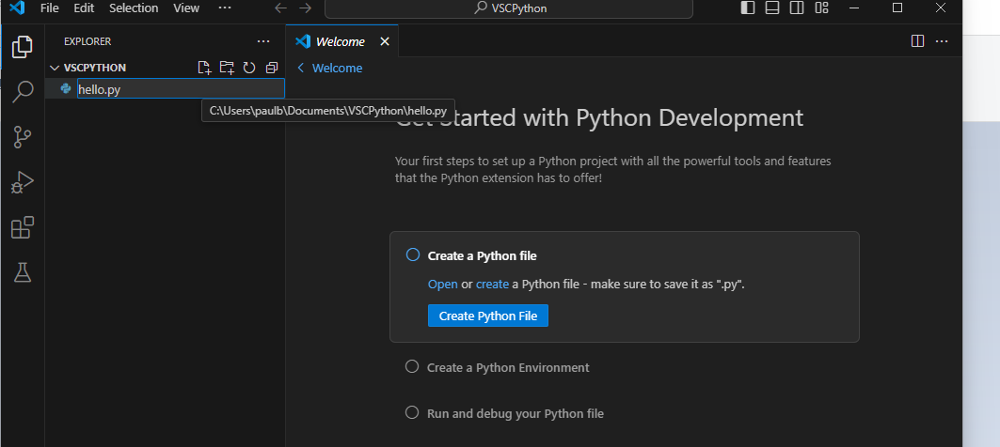 File Edit Selection View ··· VSCPython
EXPLORER ···
Welcome
VSCPYTHON
Welcome
hello.py
C:\Users\paulb\Documents\VSCPython\hello.py
Get Started with Python Development
Your first steps to set up a Python project with all the powerful tools and features
that the Python extension has to offer!
Create a Python file
Open or create a Python file - make sure to save it as ".py".
Create Python File
Create a Python Environment
Run and debug your Python file